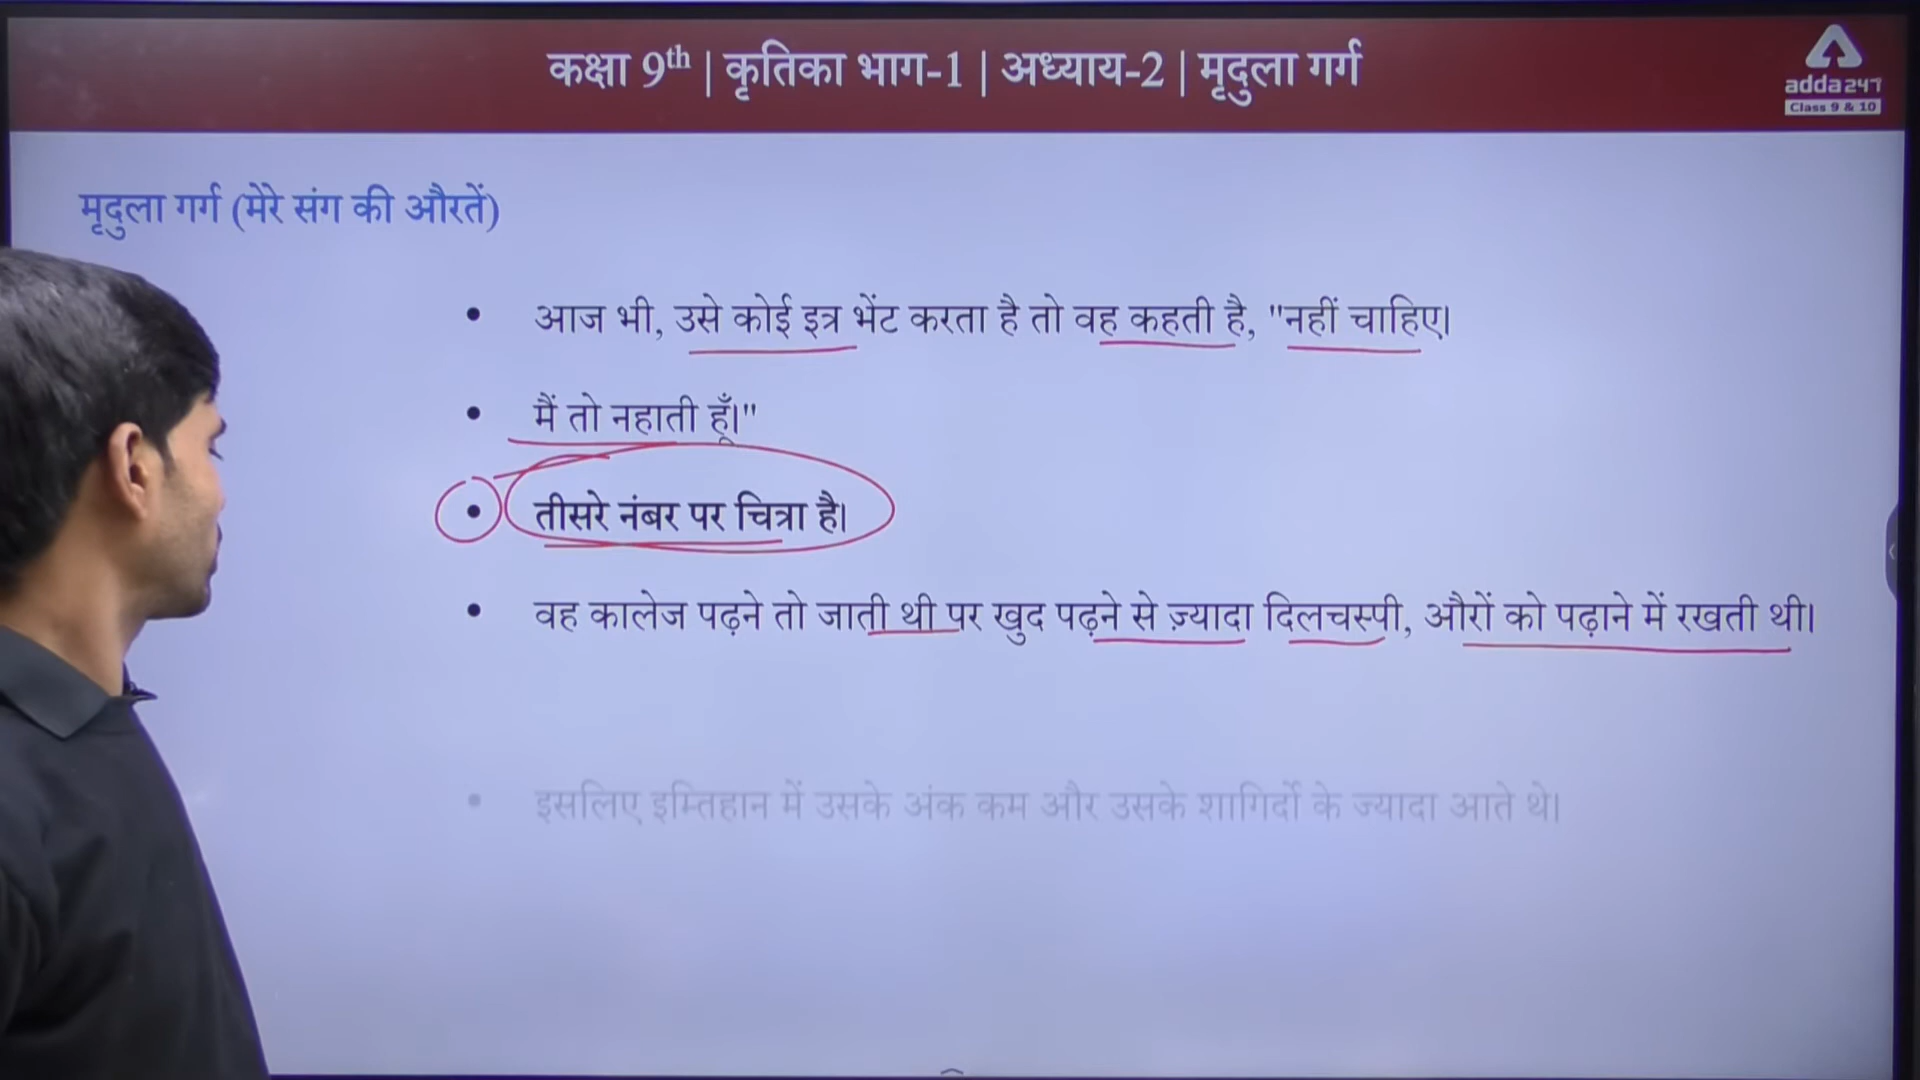 कक्षा 9th | कृतिका भाग-1 | अध्याय-2 | मृदुला गर्ग
adda247
Class 9 & 10
मृदुला गर्ग (मेरे संग की औरतें)
• आज भी, उसे कोई इत्र भेंट करता है तो वह कहती है, "नहीं चाहिए।
• मैं तो नहाती हूँ।"
• तीसरे नंबर पर चित्रा है।
• वह कालेज पढ़ने तो जाती थी पर खुद पढ़ने से ज़्यादा दिलचस्पी, औरों को पढ़ाने में रखती थी।
• इसलिए इम्तिहान में उसके अंक कम और उसके शागिर्दों के ज्यादा आते थे।